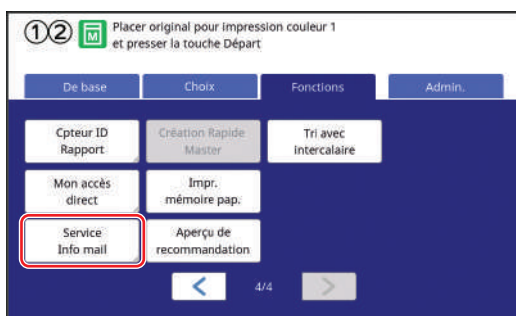 ①② Placer original pour impression couleur 1
et presser la touche Départ
De base Choix Fonctions Admin.
Cpteur ID
Rapport
Création Rapide
Master
Tri avec
intercalaire
Mon accès
direct
Impr.
mémoire pap.
Service
Info mail
Aperçu de
recommandation
< 4/4 >